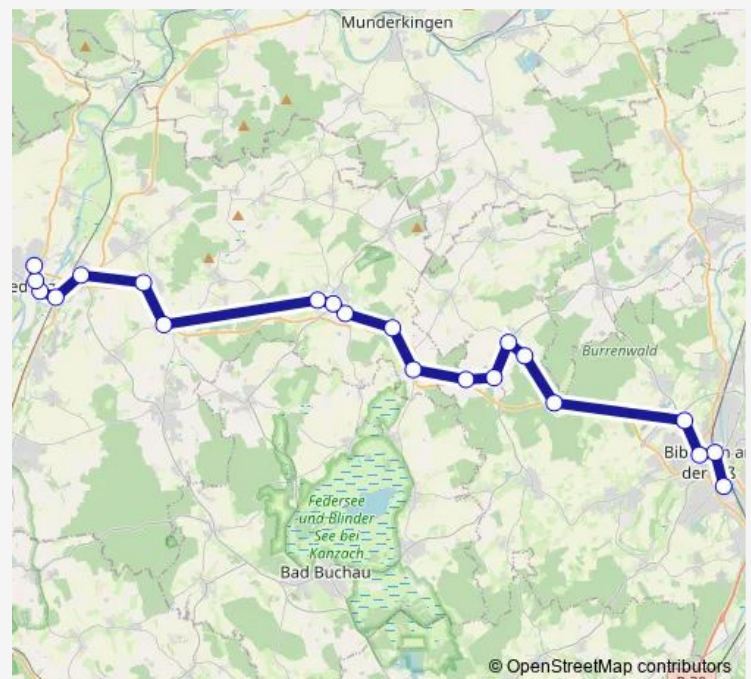 Munderkingen
Burrenwald
Federsee
und Blinder
See bei
Kanzach
Bad Buchau
© OpenStreetMap contributors